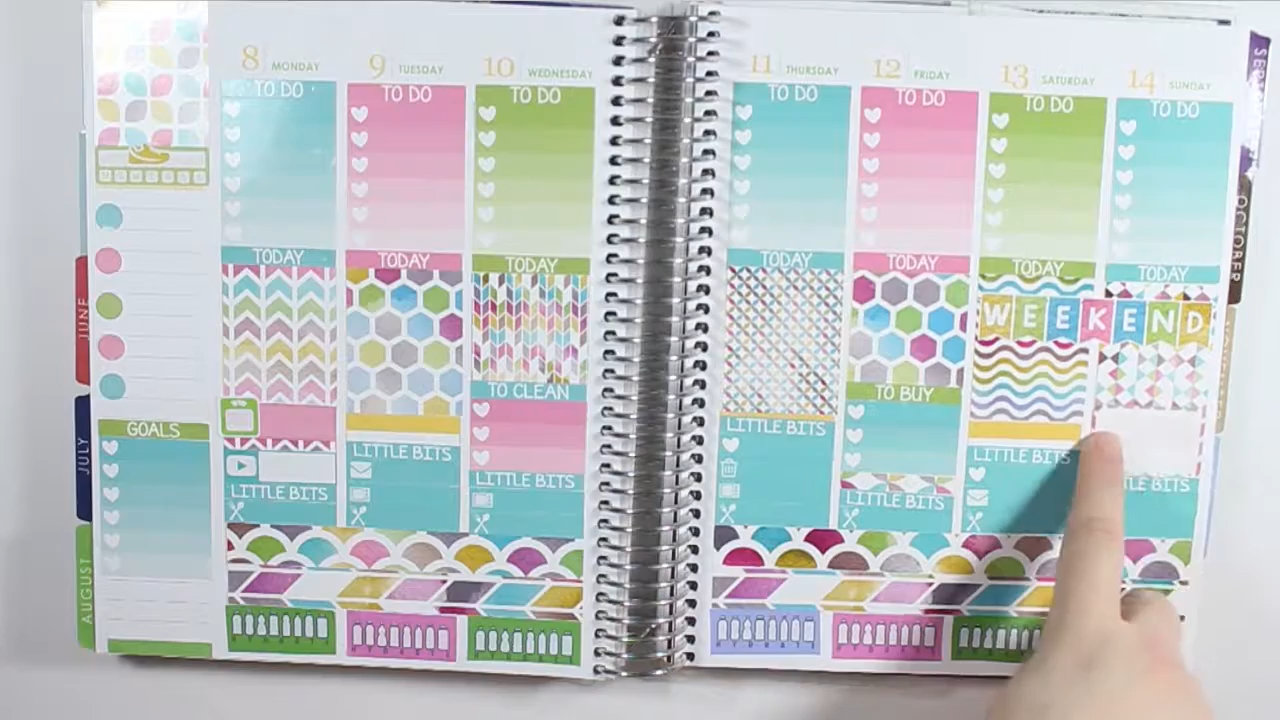 8 MONDAY
9 TUESDAY
10 WEDNESDAY
11 THURSDAY
12 FRIDAY
13 SATURDAY
14 SUNDAY
TO DO
TO DO
TO DO
TO DO
TO DO
TO DO
TO DO
TODAY
TODAY
TODAY
TODAY
TODAY
TODAY
TODAY
WEEKEND
TO CLEAN
TO BUY
GOALS
LITTLE BITS
LITTLE BITS
LITTLE BITS
LITTLE BITS
LITTLE BITS
LITTLE BITS
LE BITS
JUNE
JULY
AUGUST
OCTOBER